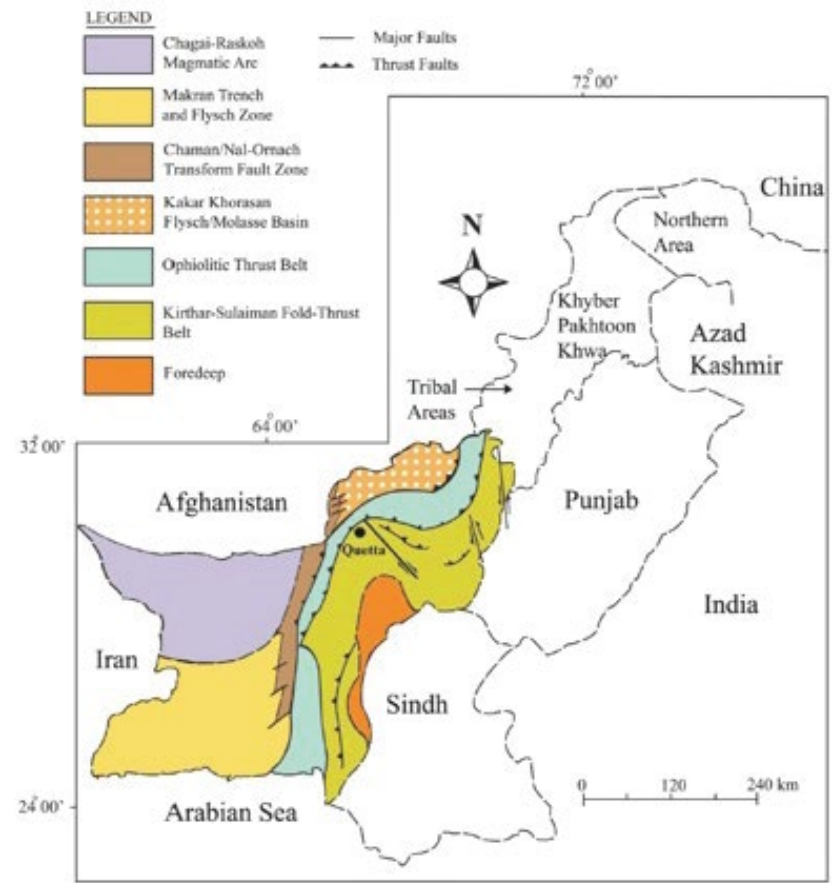 LEGEND
Chagai-Raskoh
Magmatic Arc
Makran Trench
and Flysch Zone
Chaman/Nal-Ornach
Transform Fault Zone
Kakar Khorasan
Flysch/Molasse Basin
Ophiolitic Thrust Belt
Kirthar-Sulaiman Fold-Thrust
Belt
Foredeep
Major Faults
Thrust Faults
72°00'
China
Northern
Area
N
Khyber
Pakhtoon
Khwa
Azad
Kashmir
Tribal
Areas
64°00'
32°00'
Afghanistan
Punjab
Quetta
India
Iran
Sindh
0 120 240 km
24°00'
Arabian Sea